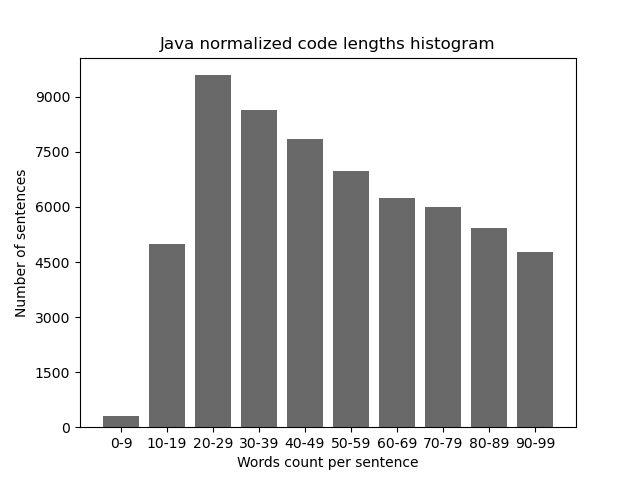 Java normalized code lengths histogram
9000
7500
6000
4500
3000
1500
0
Number of sentences
0-9 10-19 20-29 30-39 40-49 50-59 60-69 70-79 80-89 90-99
Words count per sentence